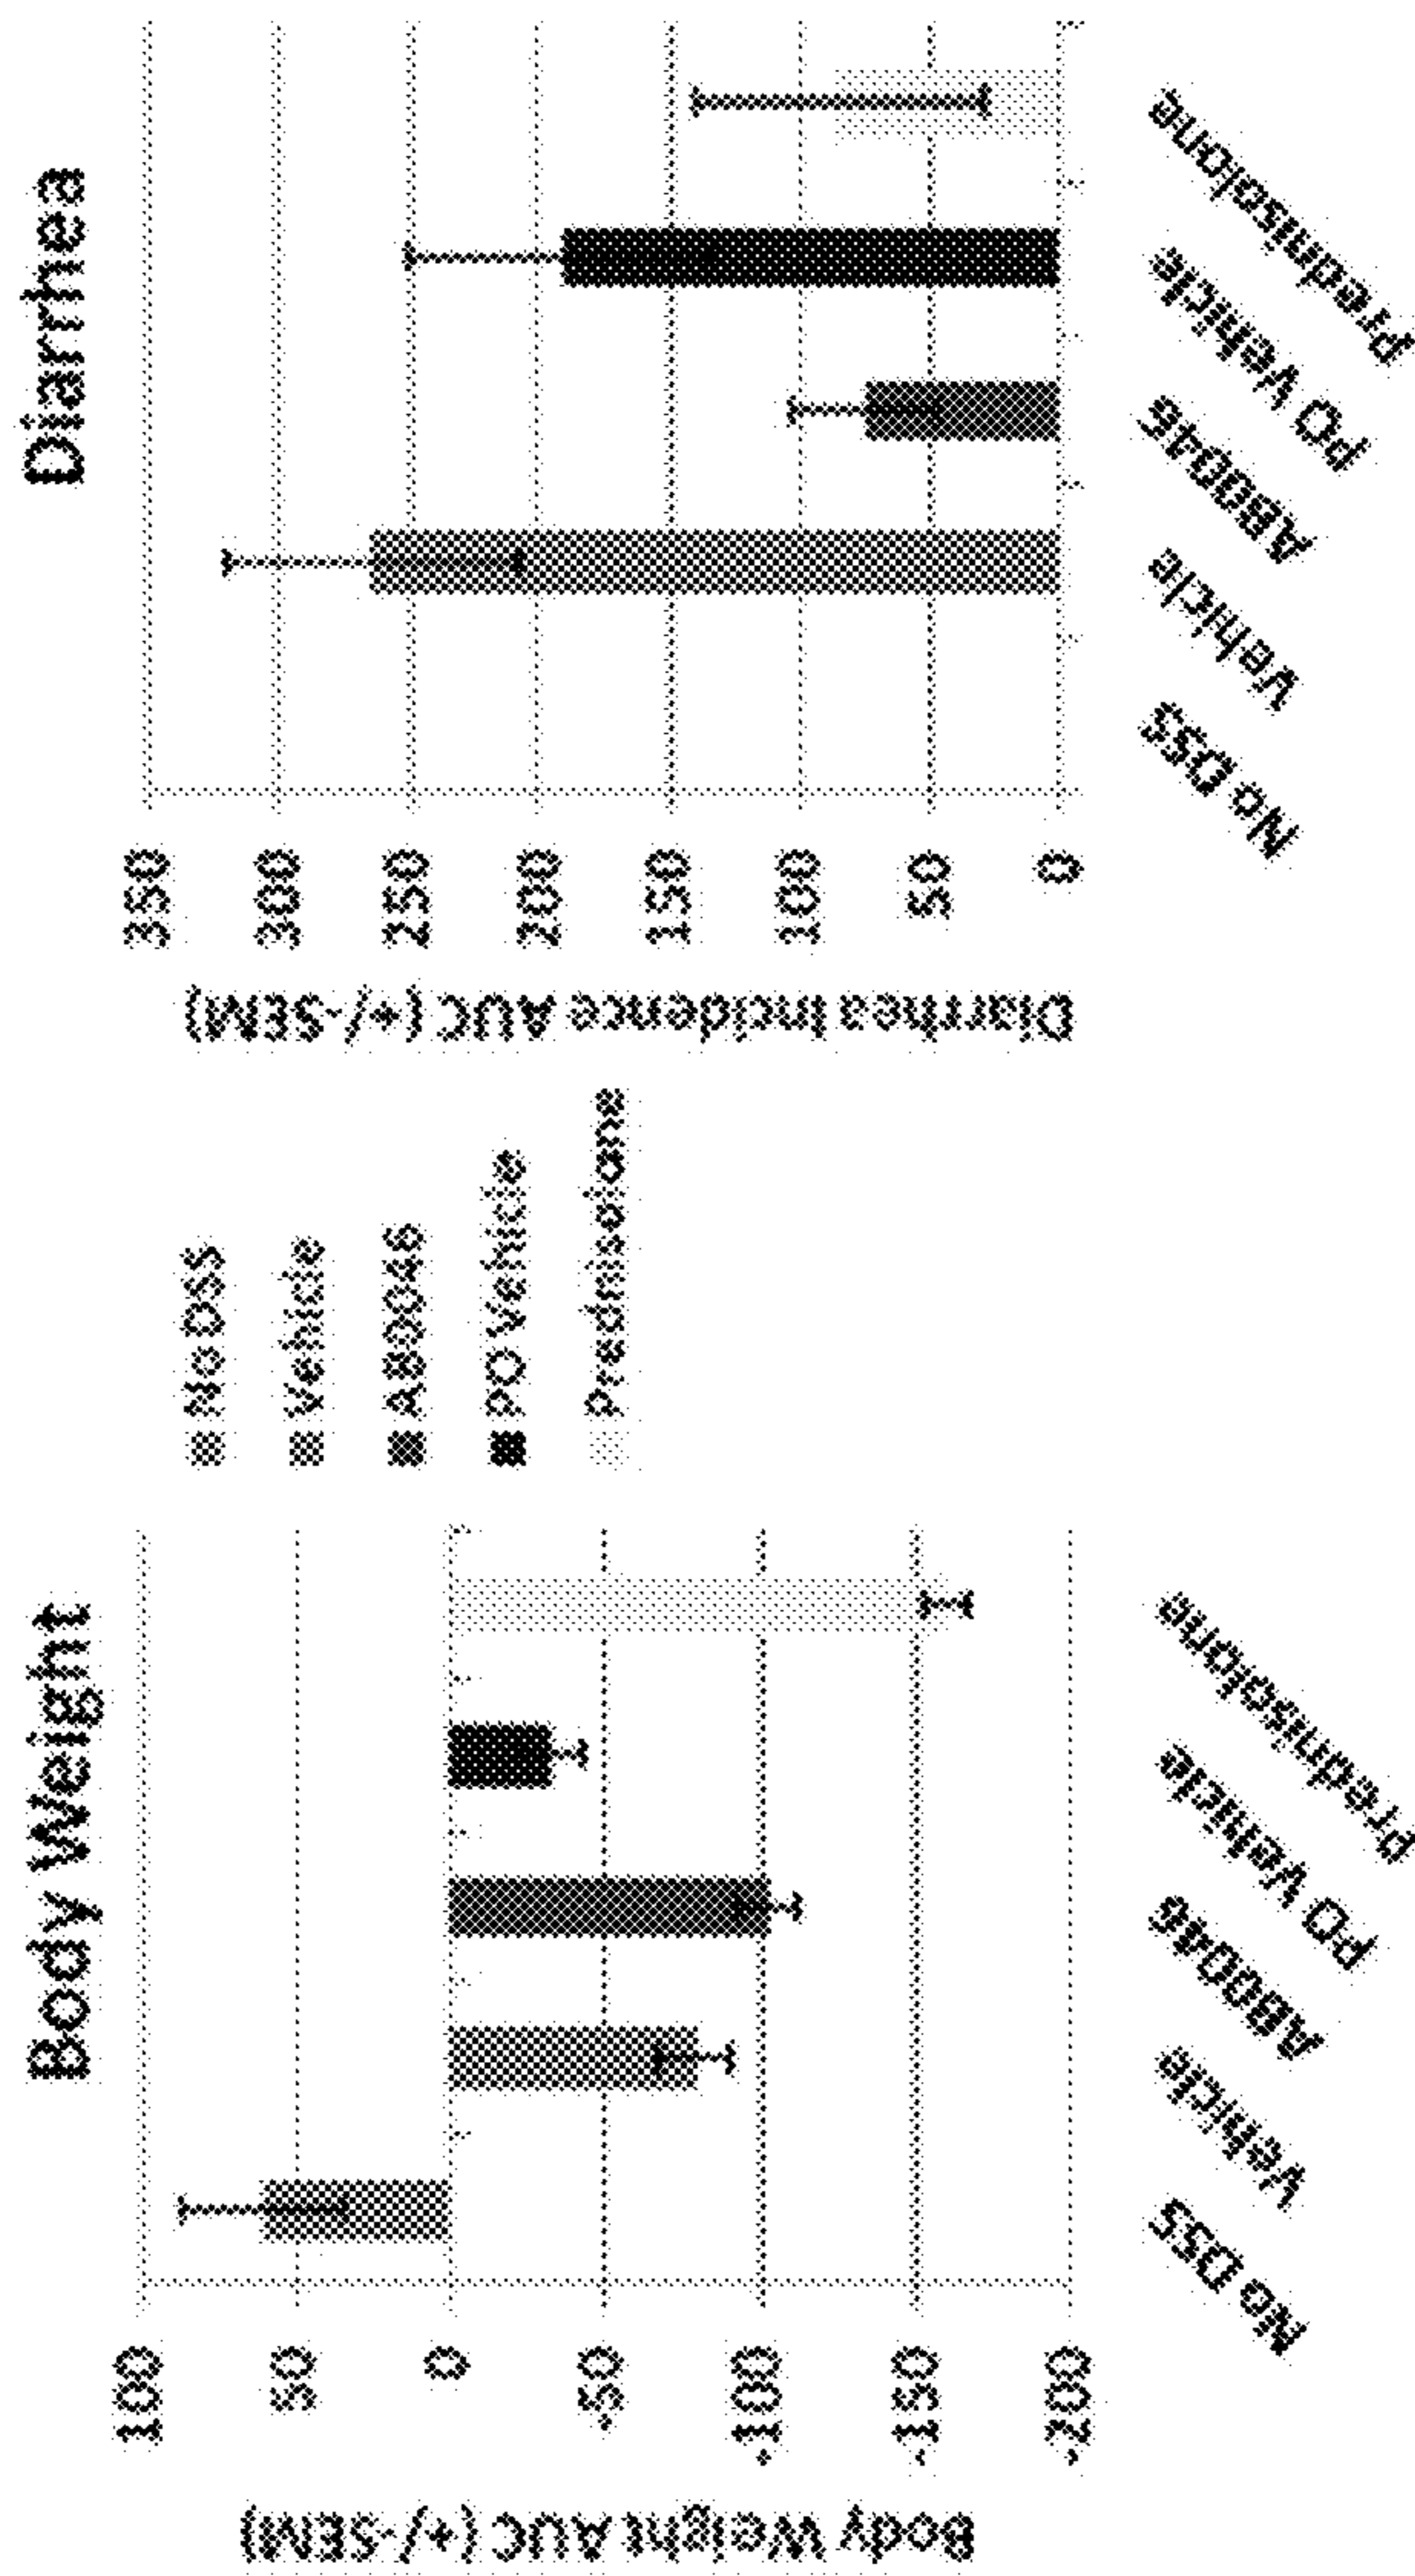 Body Weight
Body Weight AUC (+/-SEM)
100
50
0
-50
-100
-150
-200
No DSS
Vehicle
AB0046
PO Vehicle
Prednisolone
No DSS
Vehicle
AB0046
PO Vehicle
Prednisolone
Diarrhea
Diarrhea Incidence AUC (+/-SEM)
350
300
250
200
150
100
50
0
No DSS
Vehicle
AB0046
PO Vehicle
Prednisolone